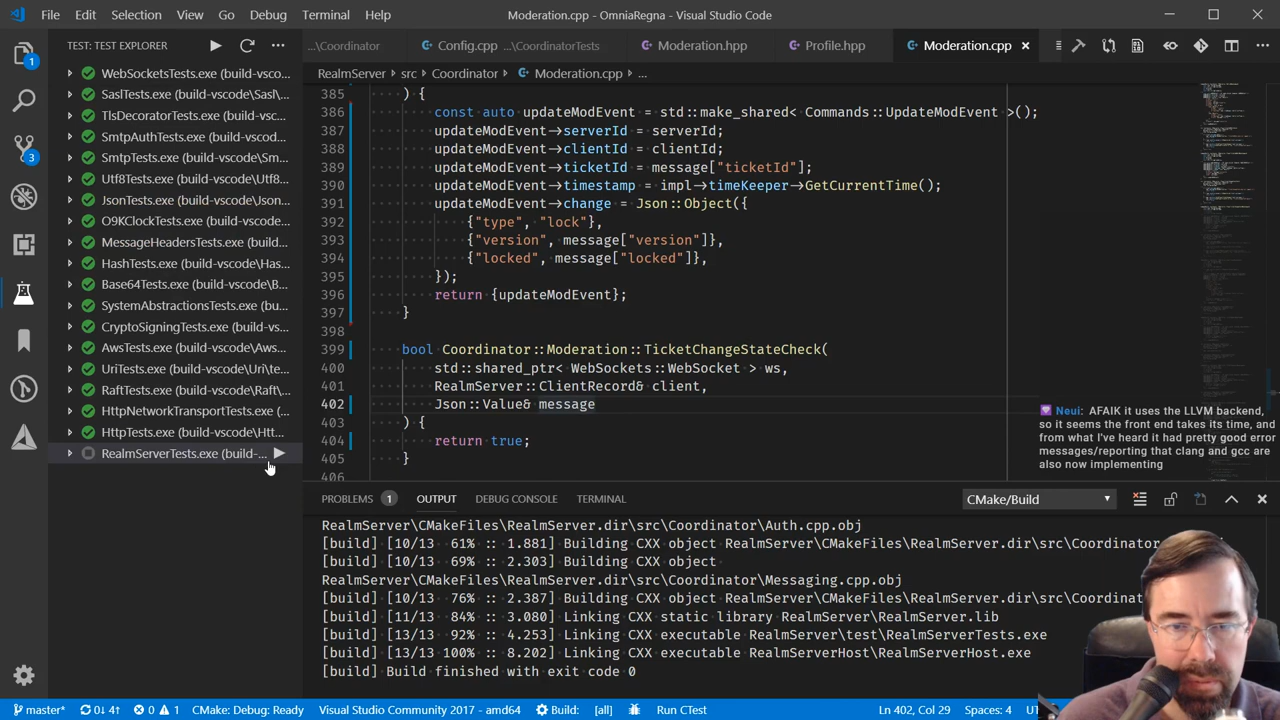 File Edit Selection View Go Debug Terminal Help Moderation.cpp - OmniaRegna - Visual Studio Code
TEST: TEST EXPLORER
...\Coordinator Config.cpp ...\CoordinatorTests Moderation.hpp Profile.hpp Moderation.cpp
RealmServer > src > Coordinator > Moderation.cpp > ...
1
3
WebSocketsTests.exe (build-vsco...
SaslTests.exe (build-vscode\Sasl\...
TlsDecoratorTests.exe (build-vsc...
SmtpAuthTests.exe (build-vscode...
SmtpTests.exe (build-vscode\Sm...
Utf8Tests.exe (build-vscode\Utf8...
JsonTests.exe (build-vscode\Json...
O9KClockTests.exe (build-vscode...
MessageHeadersTests.exe (build...
HashTests.exe (build-vscode\Has...
Base64Tests.exe (build-vscode\B...
SystemAbstractionsTests.exe (bu...
CryptoSigningTests.exe (build-vs...
AwsTests.exe (build-vscode\Aws...
UriTests.exe (build-vscode\Uri\te...
RaftTests.exe (build-vscode\Raft\...
HttpNetworkTransportTests.exe (...
HttpTests.exe (build-vscode\Htt...
RealmServerTests.exe (build-...
385 ) {
386 const auto updateModEvent = std::make_shared< Commands::UpdateModEvent >();
387 updateModEvent->serverId = serverId;
388 updateModEvent->clientId = clientId;
389 updateModEvent->ticketId = message["ticketId"];
390 updateModEvent->timestamp = impl->timeKeeper->GetCurrentTime();
391 updateModEvent->change = Json::Object({
392 {"type", "lock"},
393 {"version", message["version"]},
394 {"locked", message["locked"]},
395 });
396 return {updateModEvent};
397 }
398
399 bool Coordinator::Moderation::TicketChangeStateCheck(
400 std::shared_ptr< WebSockets::WebSocket > ws,
401 RealmServer::ClientRecord& client,
402 Json::Value& message
403 ) {
404 return true;
405 }
406
Neui: AFAIK it uses the LLVM backend,
so it seems the front end takes its time, and
from what I've heard it had pretty good error
messages/reporting that clang and gcc are
also now implementing
PROBLEMS 1 OUTPUT DEBUG CONSOLE TERMINAL CMake/Build
RealmServer\CMakeFiles\RealmServer.dir\src\Coordinator\Auth.cpp.obj
[build] [10/13 61% :: 1.881] Building CXX object RealmServer\CMakeFiles\RealmServer.dir\src\Coordinator
[build] [10/13 69% :: 2.303] Building CXX object
RealmServer\CMakeFiles\RealmServer.dir\src\Coordinator\Messaging.cpp.obj
[build] [10/13 76% :: 2.387] Building CXX object RealmServer\CMakeFiles\RealmServer.dir\src\Coord
[build] [11/13 84% :: 3.080] Linking CXX static library RealmServer\RealmServer.lib
[build] [13/13 92% :: 4.253] Linking CXX executable RealmServer\test\RealmServerTests.exe
[build] [13/13 100% :: 8.202] Linking CXX executable RealmServerHost\RealmServerHost.exe
[build] Build finished with exit code 0
master* 0↓ 4↑ 0 1 CMake: Debug: Ready Visual Studio Community 2017 - amd64 Build: [all] Run CTest Ln 402, Col 29 Spaces: 4